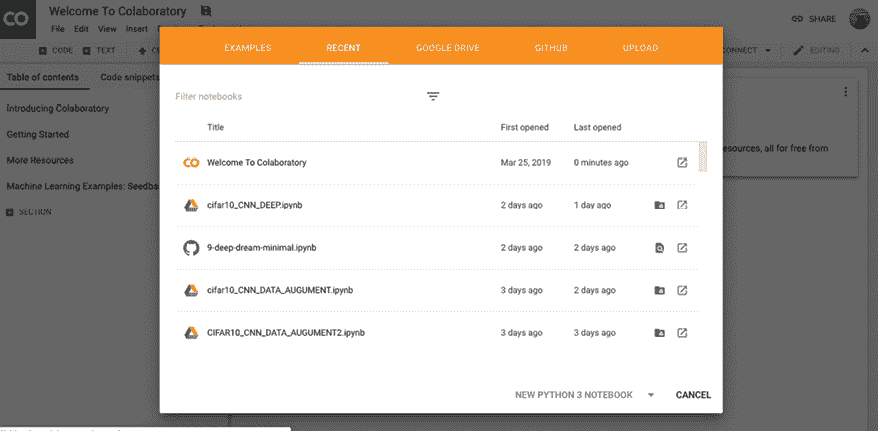 CO Welcome To Colaboratory
SHARE
File Edit View Insert
CODE TEXT
CONNECT EDITING
Table of contents Code snippets
Introducing Colaboratory
Getting Started
More Resources
Machine Learning Examples: Seedba
SECTION
EXAMPLES RECENT GOOGLE DRIVE GITHUB UPLOAD
Filter notebooks
Title First opened Last opened
CO Welcome To Colaboratory Mar 25, 2019 0 minutes ago
cifar10_CNN_DEEP.ipynb 2 days ago 1 day ago
9-deep-dream-minimal.ipynb 2 days ago 2 days ago
cifar10_CNN_DATA_AUGUMENT.ipynb 3 days ago 2 days ago
CIFAR10_CNN_DATA_AUGUMENT2.ipynb 3 days ago 3 days ago
NEW PYTHON 3 NOTEBOOK CANCEL
resources, all for free from